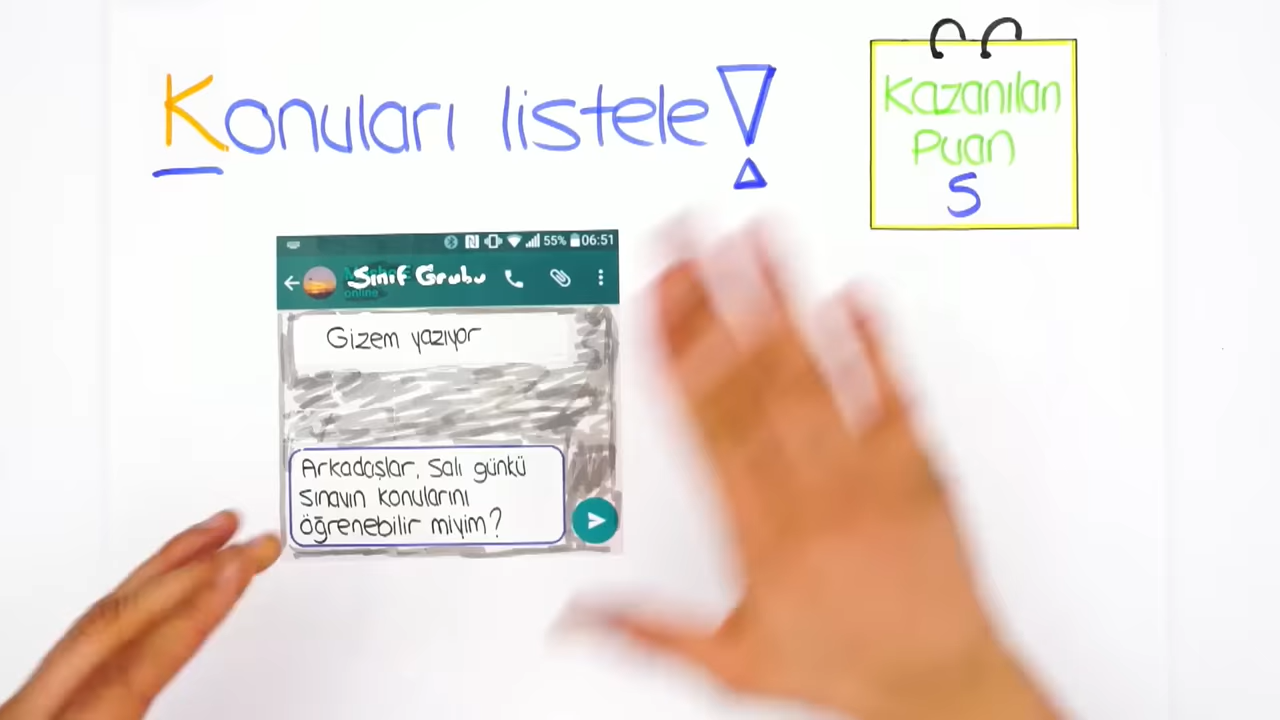 Konuları listele!
Kazanılan
Puan
5
55% 06:51
Sınıf Grubu
online
Gizem yazıyor
Arkadaşlar, Salı günkü
sınavın konularını
öğrenebilir miyim?